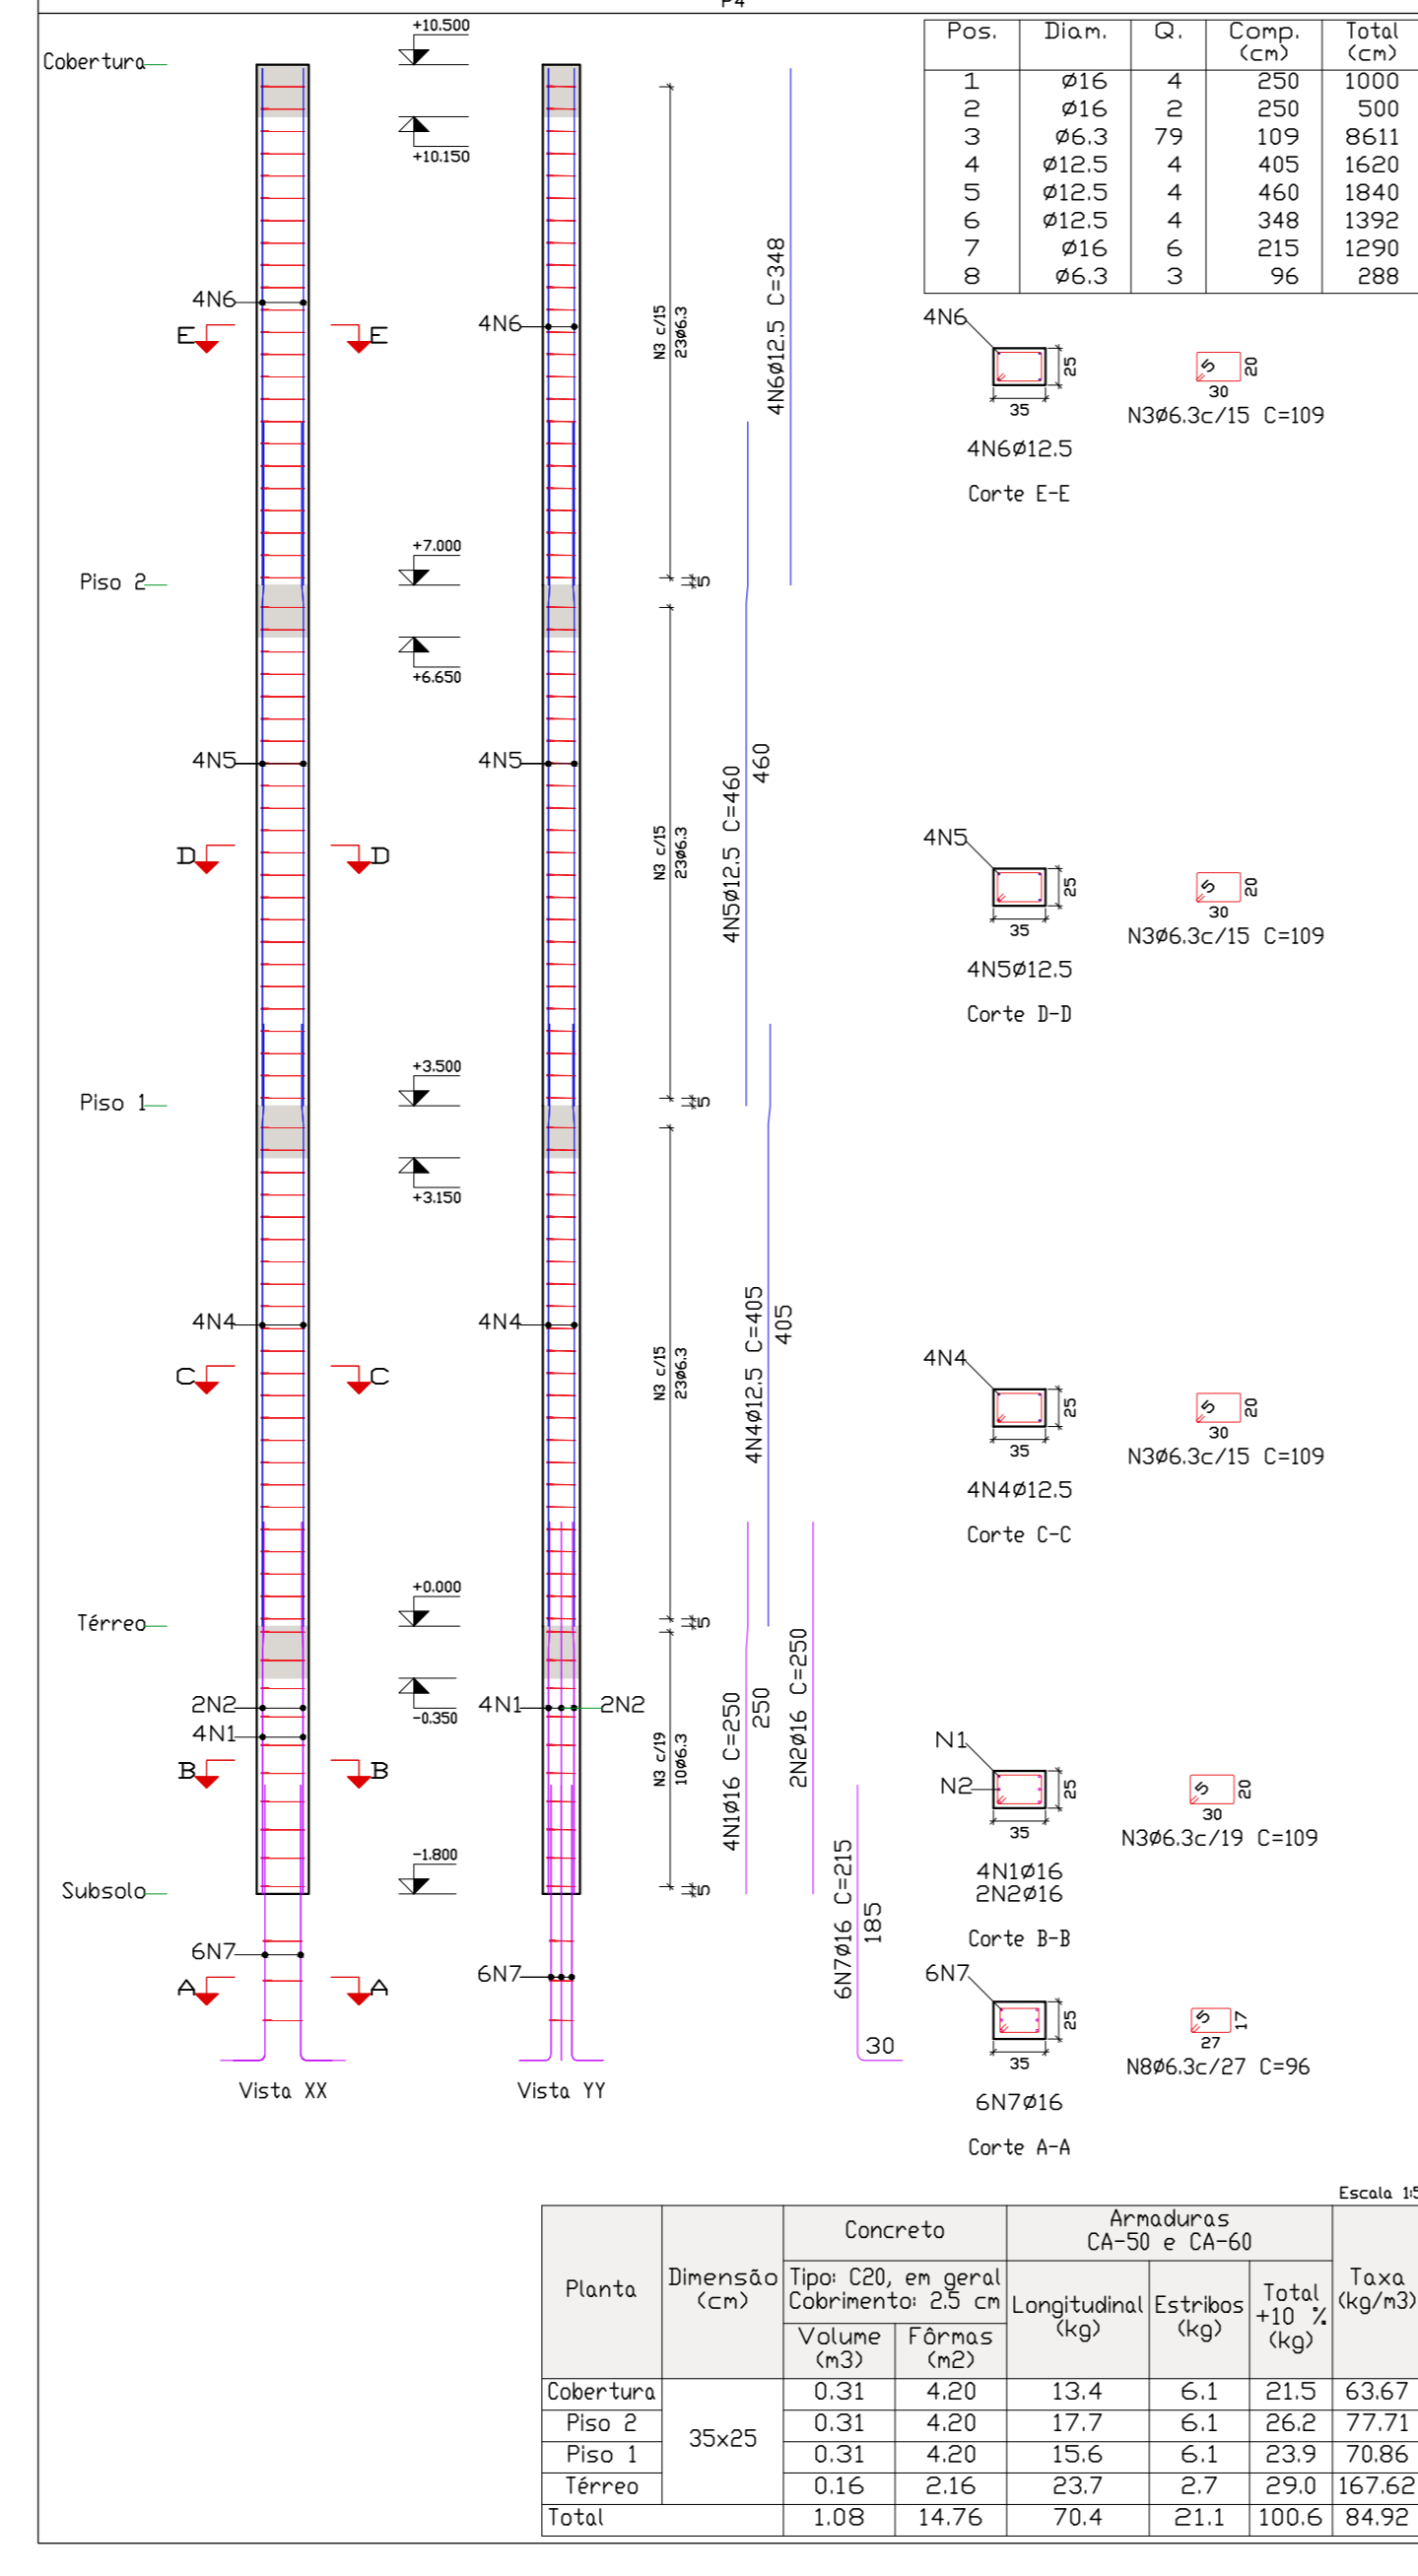 P4
Pos. Diam. Q. Comp. (cm) Total (cm)
1 Ø16 4 250 1000
2 Ø16 2 250 500
3 Ø6.3 79 109 8611
4 Ø12.5 4 405 1620
5 Ø12.5 4 460 1840
6 Ø12.5 4 348 1392
7 Ø16 6 215 1290
8 Ø6.3 3 96 288
Cobertura
+10.500
+10.150
4N6
E E
4N6
N3 c/15
23Ø6.3
4N6Ø12.5 C=348
4N6
25
35
4N6Ø12.5
Corte E-E
5
20
30
N3Ø6.3c/15 C=109
Piso 2
+7.000
+6.650
5
4N5
D D
4N5
N3 c/15
23Ø6.3
4N5Ø12.5 C=460
460
4N5
25
35
4N5Ø12.5
Corte D-D
5
20
30
N3Ø6.3c/15 C=109
Piso 1
+3.500
+3.150
5
4N4
C C
4N4
N3 c/15
23Ø6.3
4N4Ø12.5 C=405
405
4N4
25
35
4N4Ø12.5
Corte C-C
5
20
30
N3Ø6.3c/15 C=109
Térreo
+0.000
-0.350
5
2N2
4N1
B B
4N1 2N2
N3 c/19
10Ø6.3
4N1Ø16 C=250
250
2N2Ø16 C=250
N1
N2
25
35
4N1Ø16
2N2Ø16
Corte B-B
5
20
30
N3Ø6.3c/19 C=109
Subsolo
-1.800
5
6N7
A A
6N7
6N7Ø16 C=215
185
30
6N7
25
35
6N7Ø16
Corte A-A
5
17
27
N8Ø6.3c/27 C=96
Vista XX
Vista YY
Escala 1:5
Planta
Dimensão
(cm)
Concreto
Tipo: C20, em geral
Cobrimento: 2.5 cm
Volume
(m3)
Fôrmas
(m2)
Armaduras
CA-50 e CA-60
Longitudinal
(kg)
Estribos
(kg)
Total
+10 %
(kg)
Taxa
(kg/m3)
Cobertura 0.31 4.20 13.4 6.1 21.5 63.67
Piso 2 0.31 4.20 17.7 6.1 26.2 77.71
35x25
Piso 1 0.31 4.20 15.6 6.1 23.9 70.86
Térreo 0.16 2.16 23.7 2.7 29.0 167.62
Total 1.08 14.76 70.4 21.1 100.6 84.92